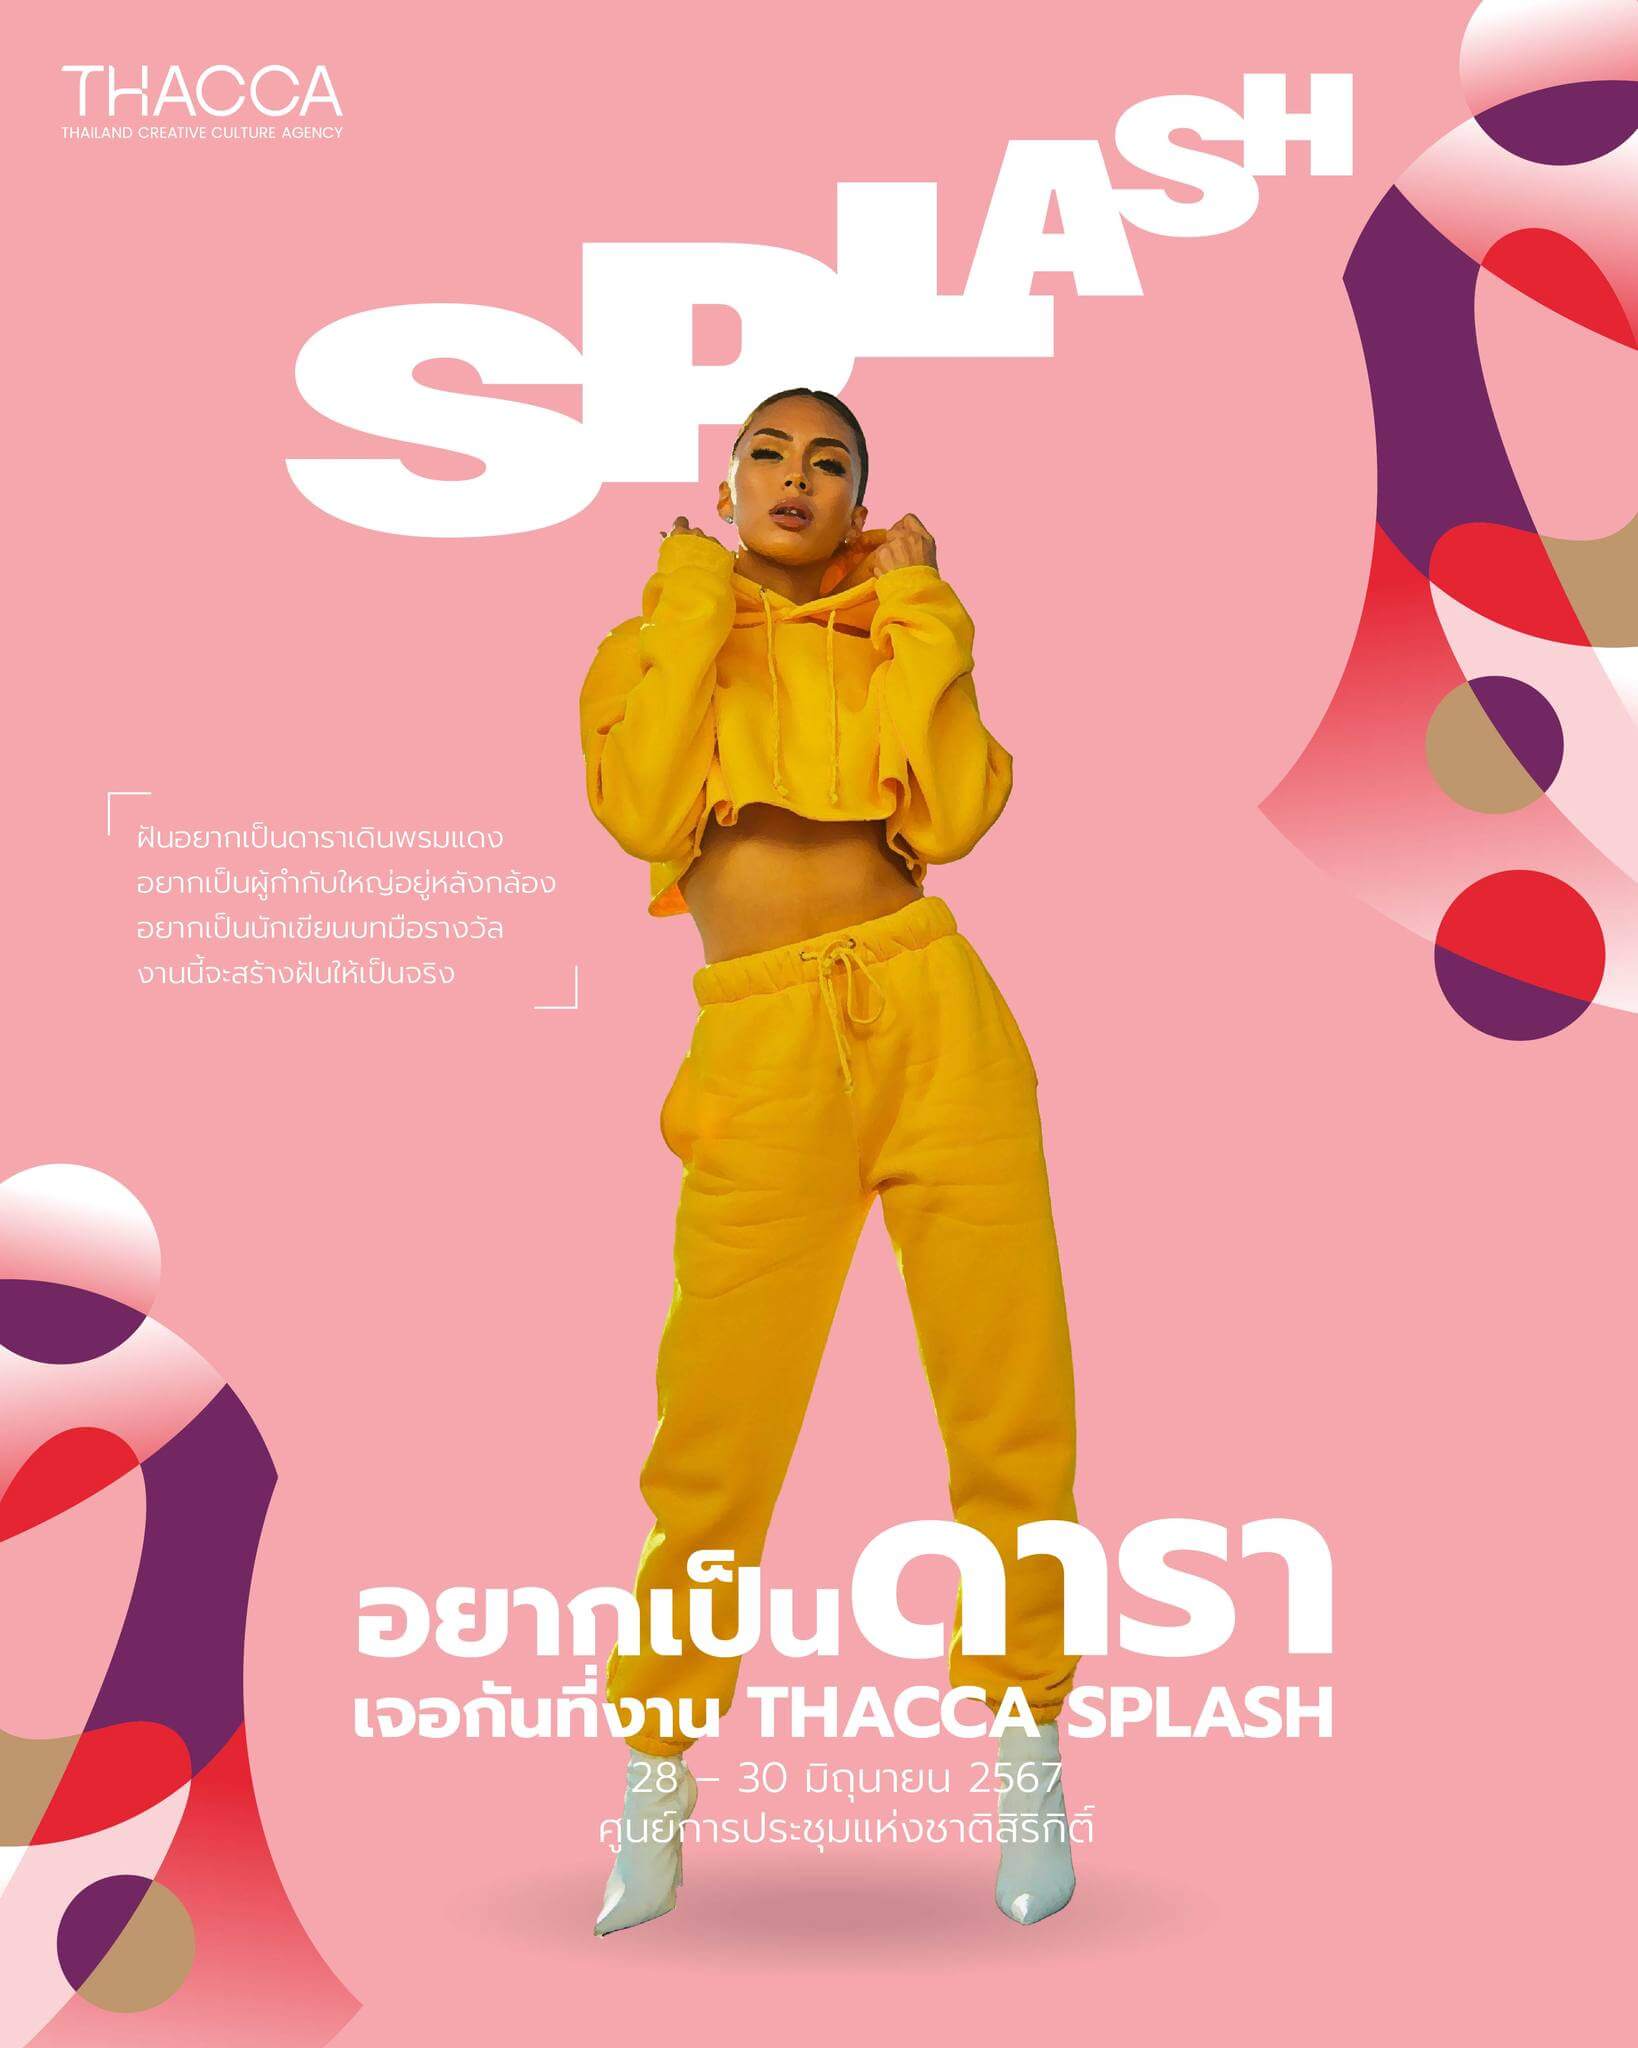 THACCA
THAILAND CREATIVE CULTURE AGENCY
SPLASH
ฝันอยากเป็นดาราเดินพรมแดง
อยากเป็นผู้กำกับใหญ่อยู่หลังกล้อง
อยากเป็นนักเขียนบทมือรางวัล
งานนี้จะสร้างฝันให้เป็นจริง
อยากเป็นดารา
เจอกันที่งาน THACCA SPLASH
28 – 30 มิถุนายน 2567
ศูนย์การประชุมแห่งชาติสิริกิติ์